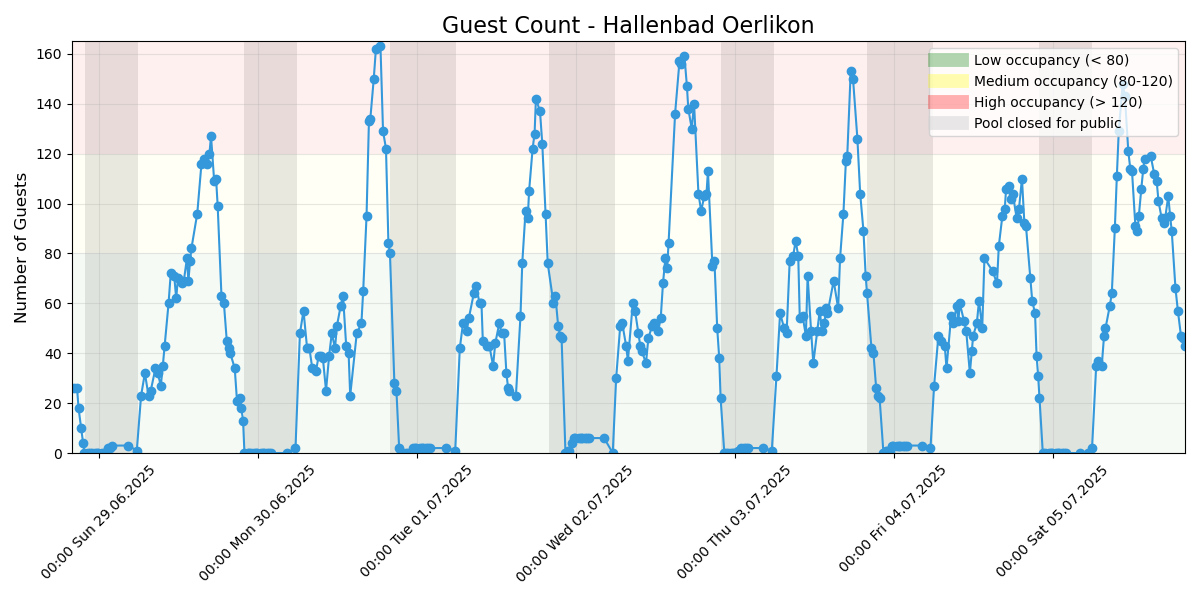 Guest Count - Hallenbad Oerlikon
Number of Guests
160
140
120
100
80
60
40
20
0
Low occupancy (< 80)
Medium occupancy (80-120)
High occupancy (> 120)
Pool closed for public
00:00 Sun 29.06.2025
00:00 Mon 30.06.2025
00:00 Tue 01.07.2025
00:00 Wed 02.07.2025
00:00 Thu 03.07.2025
00:00 Fri 04.07.2025
00:00 Sat 05.07.2025